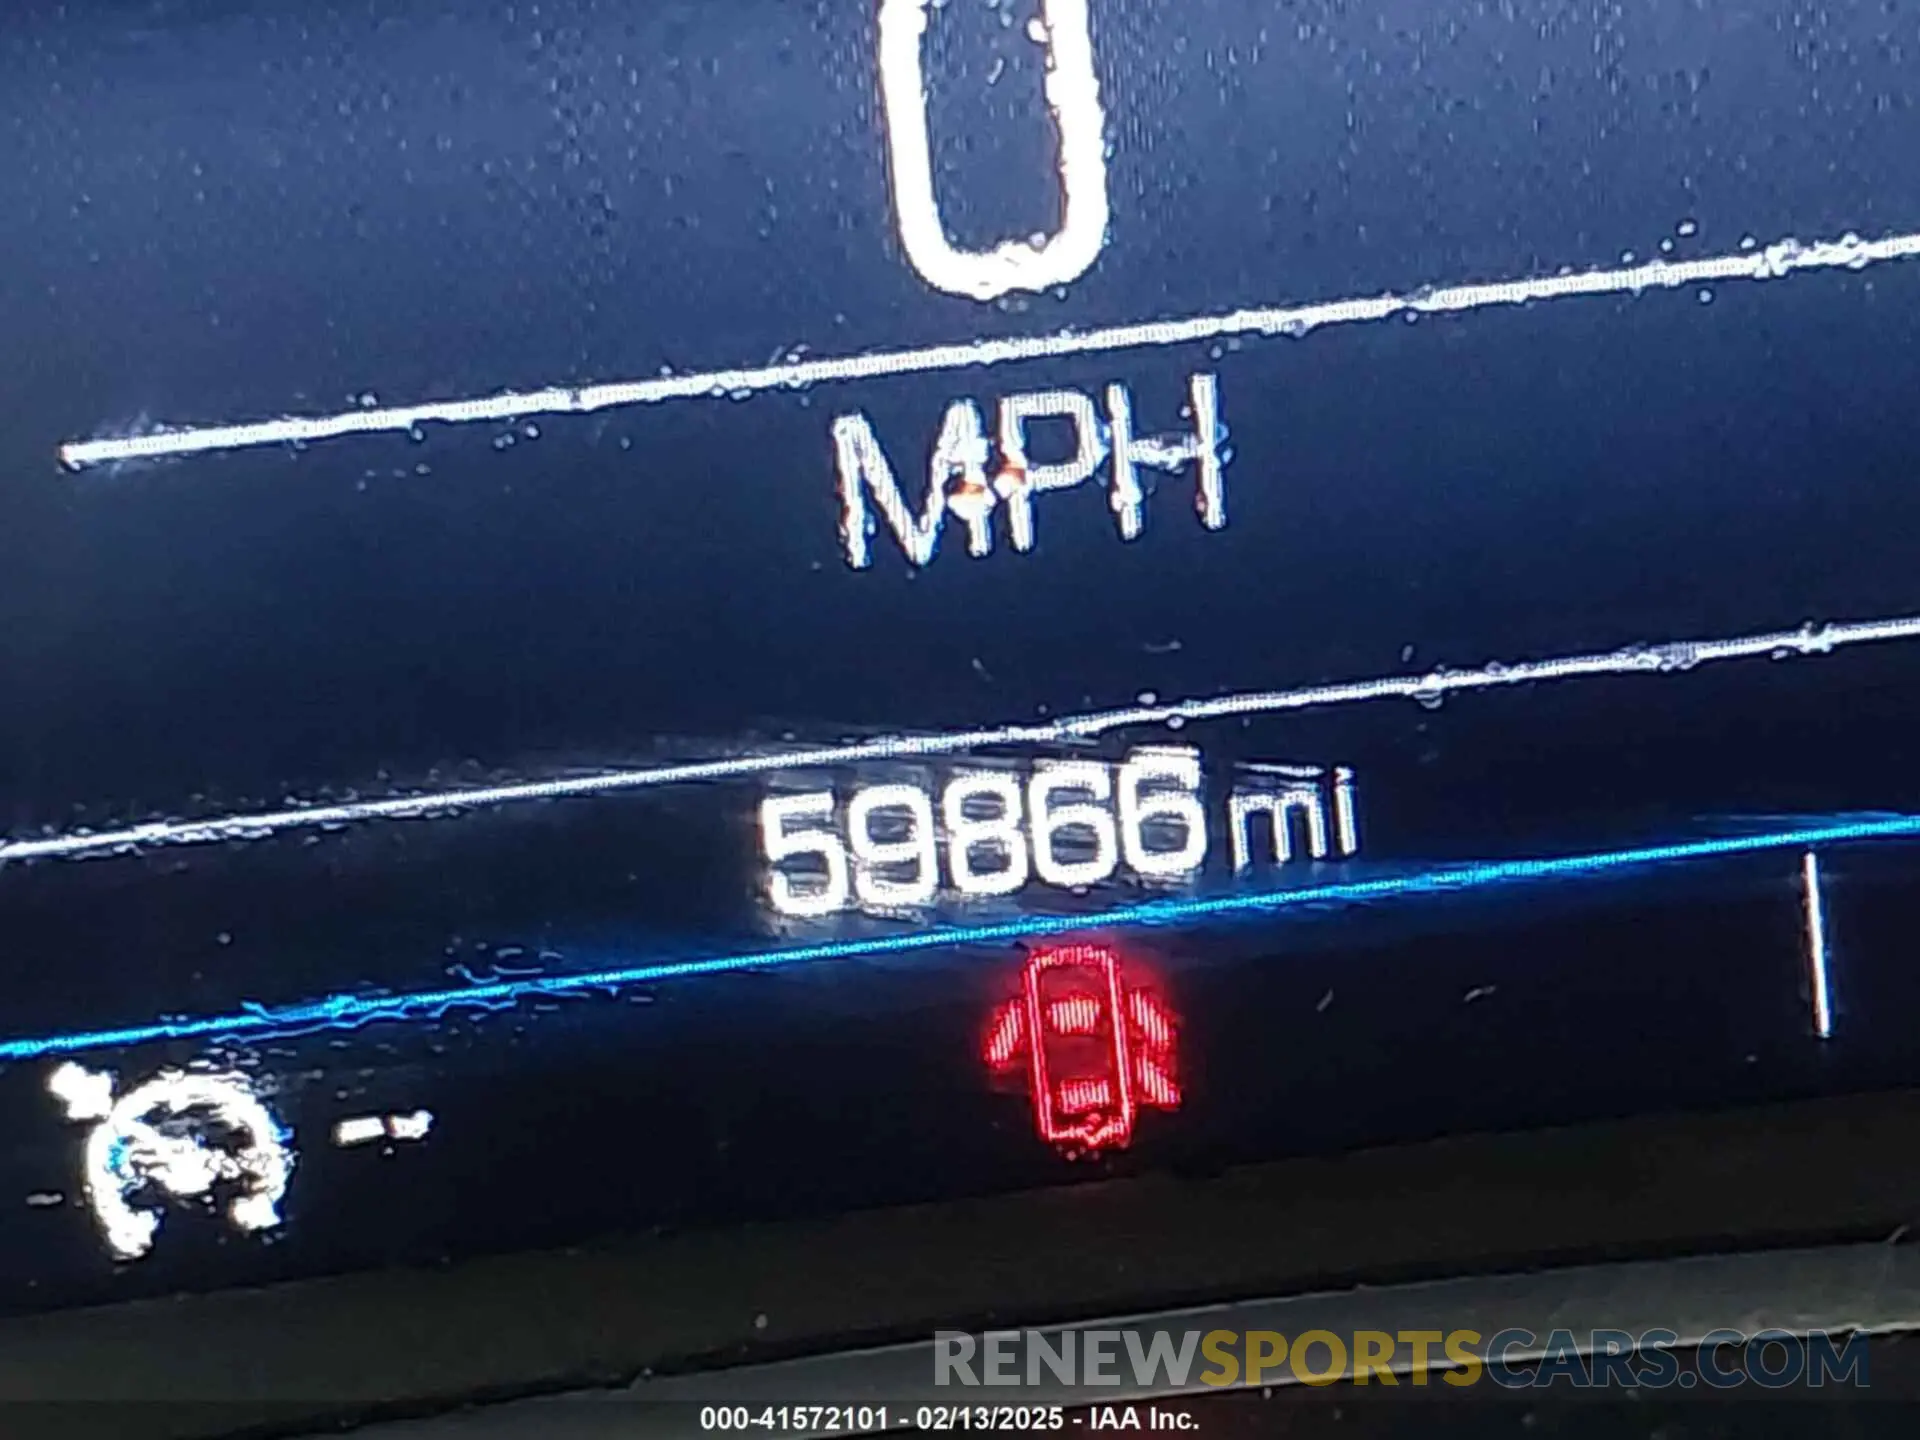 0
MPH
59866 mi
RENEWSPORTSCARS.COM
000-41572101 - 02/13/2025 - IAA Inc.